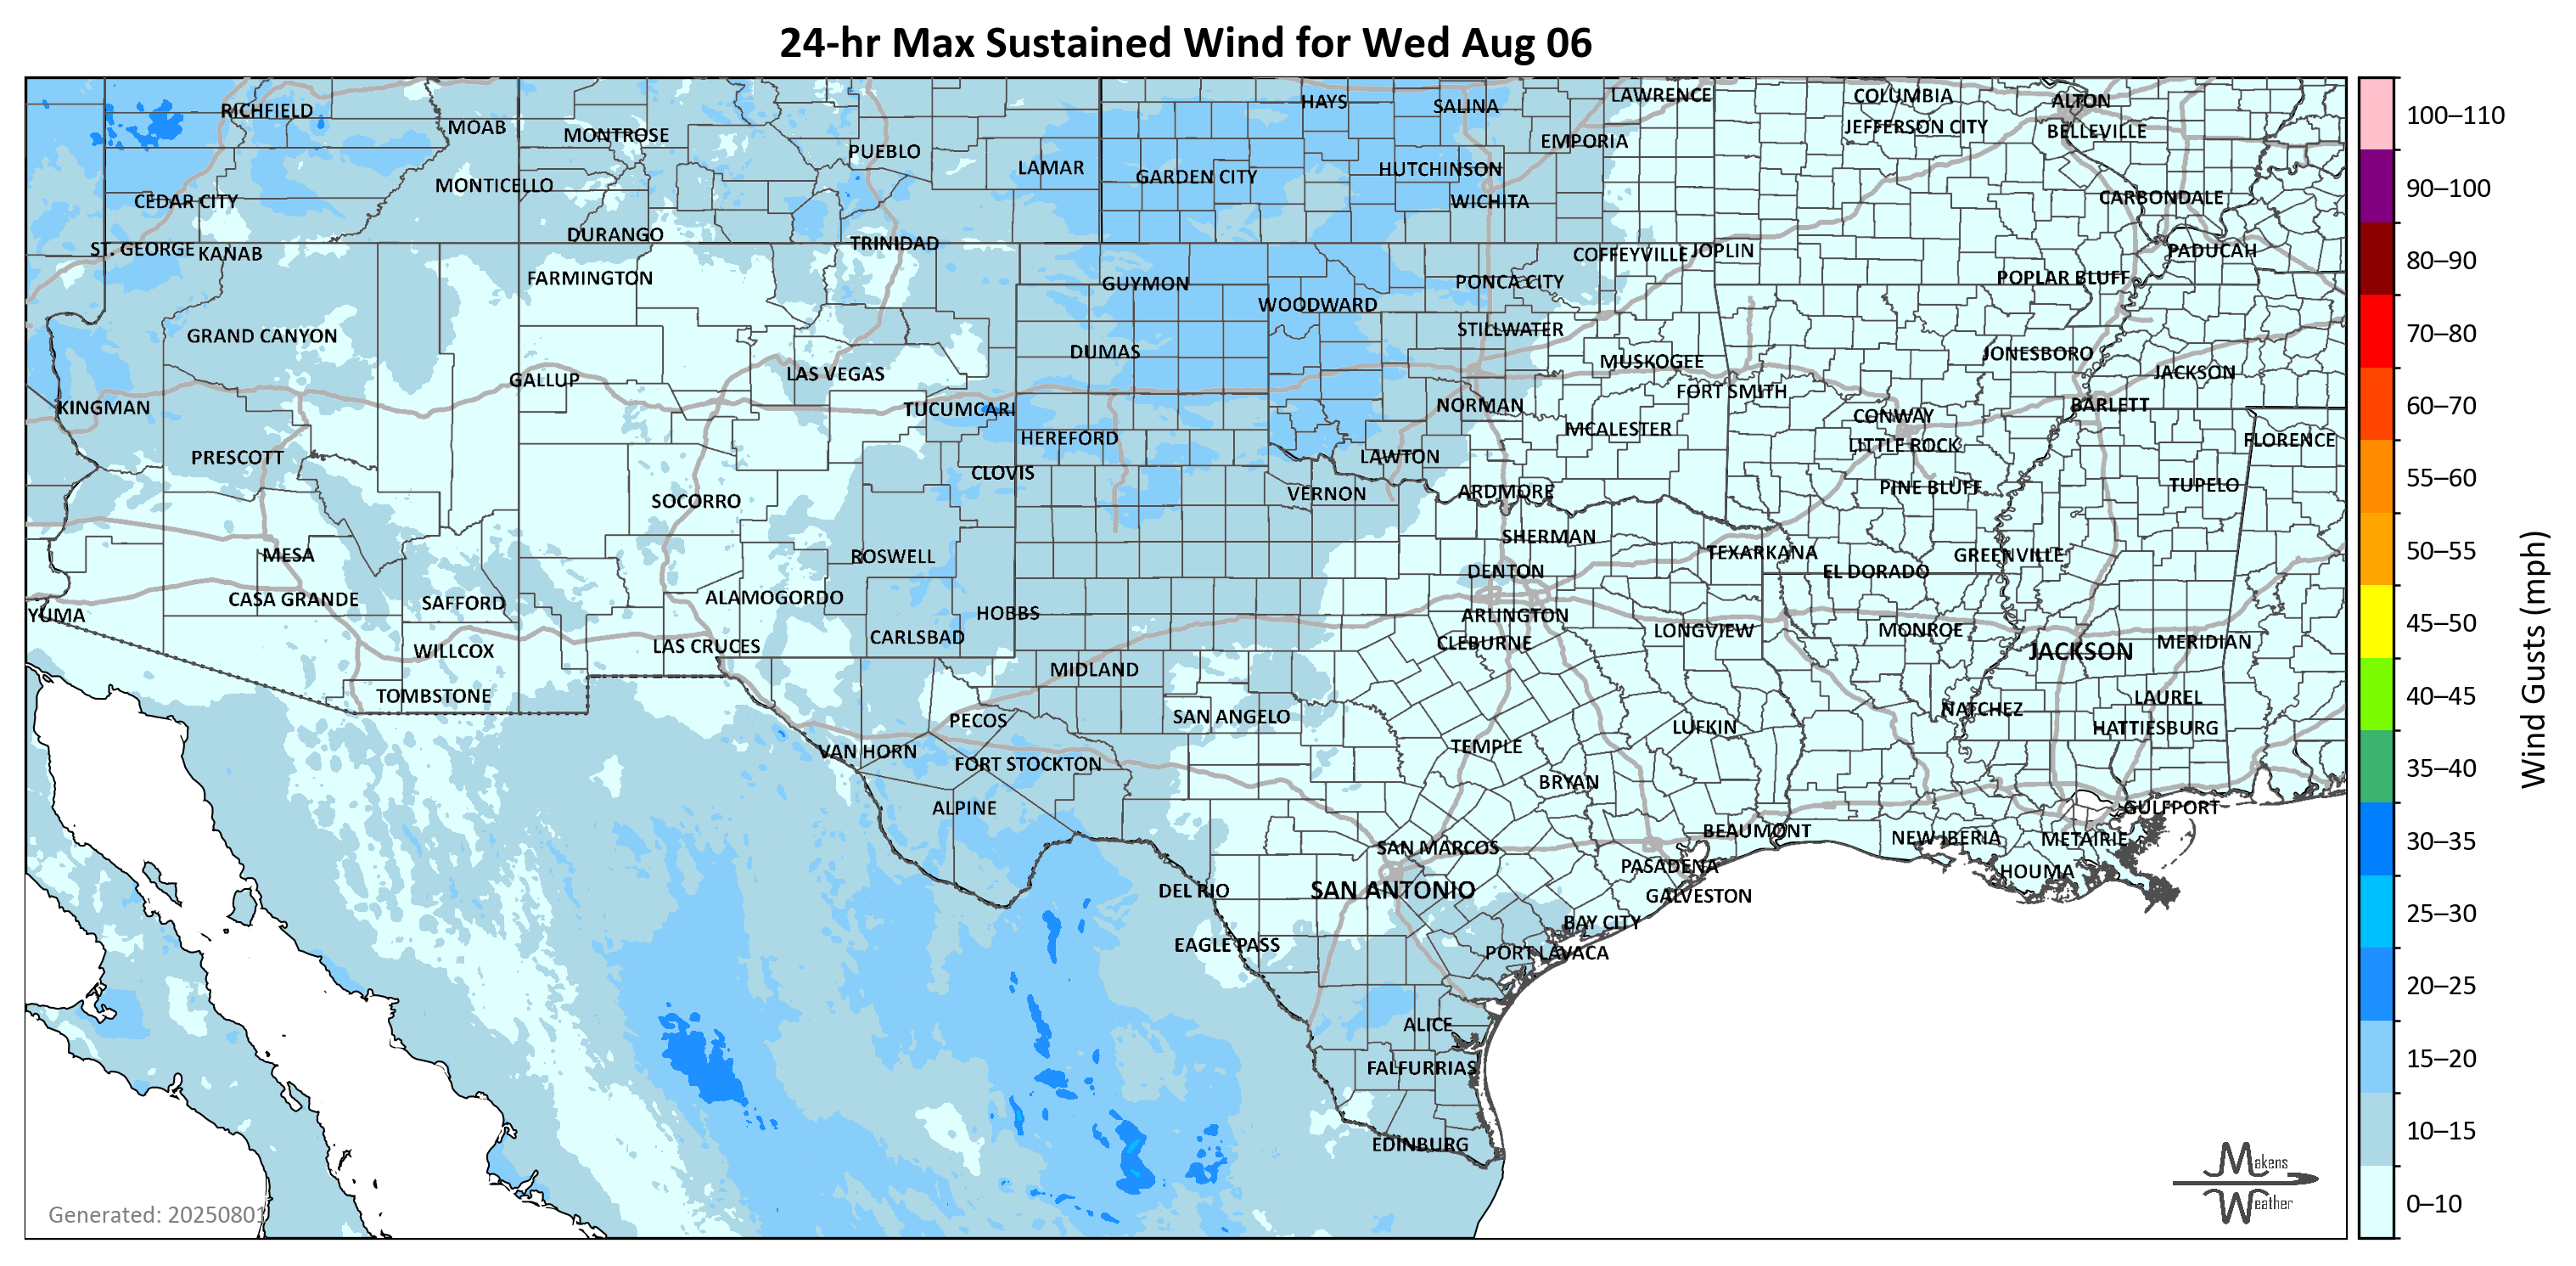 24-hr Max Sustained Wind for Wed Aug 06
HAYS
SALINA
LAWRENCE
COLUMBIA
ALTON
RICHFIELD
MOAB
MONTROSE
JEFFERSON CITY
BELLEVILLE
PUEBLO
EMPORIA
LAMAR
GARDEN CITY
HUTCHINSON
MONTICELLO
CEDAR CITY
WICHITA
CARBONDALE
DURANGO
TRINIDAD
ST. GEORGE
KANAB
COFFEYVILLE
JOPLIN
PADUCAH
FARMINGTON
GUYMON
PONCA CITY
POPLAR BLUFF
WOODWARD
GRAND CANYON
STILLWATER
DUMAS
MUSKOGEE
JONESBORO
GALLUP
LAS VEGAS
JACKSON
FORT SMITH
KINGMAN
TUCUMCARI
NORMAN
CONWAY
BARLETT
HEREFORD
MCALESTER
LITTLE ROCK
FLORENCE
PRESCOTT
CLOVIS
LAWTON
SOCORRO
VERNON
ARDMORE
PINE BLUFF
TUPELO
SHERMAN
MESA
ROSWELL
TEXARKANA
GREENVILLE
DENTON
EL DORADO
CASA GRANDE
SAFFORD
ALAMOGORDO
HOBBS
YUMA
ARLINGTON
CARLSBAD
CLEBURNE
LONGVIEW
MONROE
WILLCOX
LAS CRUCES
JACKSON
MERIDIAN
MIDLAND
TOMBSTONE
LAUREL
PECOS
SAN ANGELO
NATCHEZ
LUFKIN
HATTIESBURG
VAN HORN
TEMPLE
FORT STOCKTON
BRYAN
ALPINE
GULFPORT
BEAUMONT
NEW IBERIA
METAIRIE
SAN MARCOS
PASADENA
HOUMA
DEL RIO
SAN ANTONIO
GALVESTON
BAY CITY
EAGLE PASS
PORT LAVACA
ALICE
FALFURRIAS
EDINBURG
Generated: 20250801
Makens
Weather
100–110
90–100
80–90
70–80
60–70
55–60
50–55
45–50
40–45
35–40
30–35
25–30
20–25
15–20
10–15
0–10
Wind Gusts (mph)